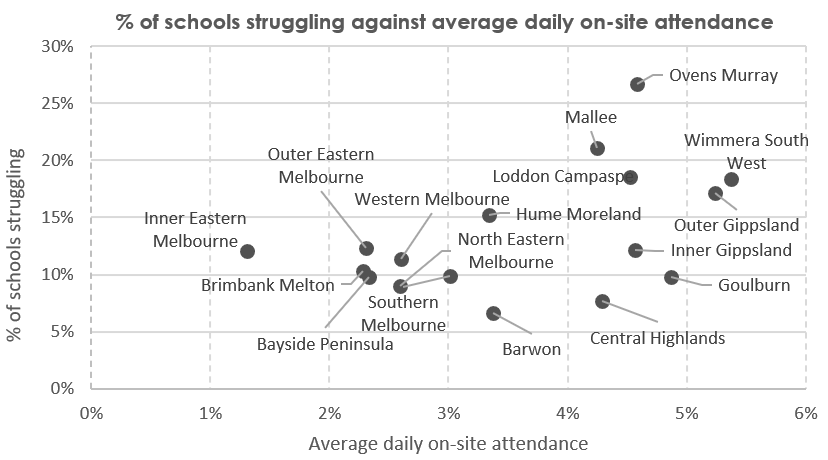 % of schools struggling against average daily on-site attendance
30%
25%
20%
15%
10%
5%
0%
% of schools struggling
Ovens Murray
Mallee
Wimmera South
West
Outer Eastern
Melbourne
Loddon Campaspe
Western Melbourne
Inner Eastern
Melbourne
Hume Moreland
Outer Gippsland
North Eastern
Melbourne
Inner Gippsland
Brimbank Melton
Goulburn
Southern
Melbourne
Bayside Peninsula
Barwon
Central Highlands
0%
1%
2%
3%
4%
5%
6%
Average daily on-site attendance